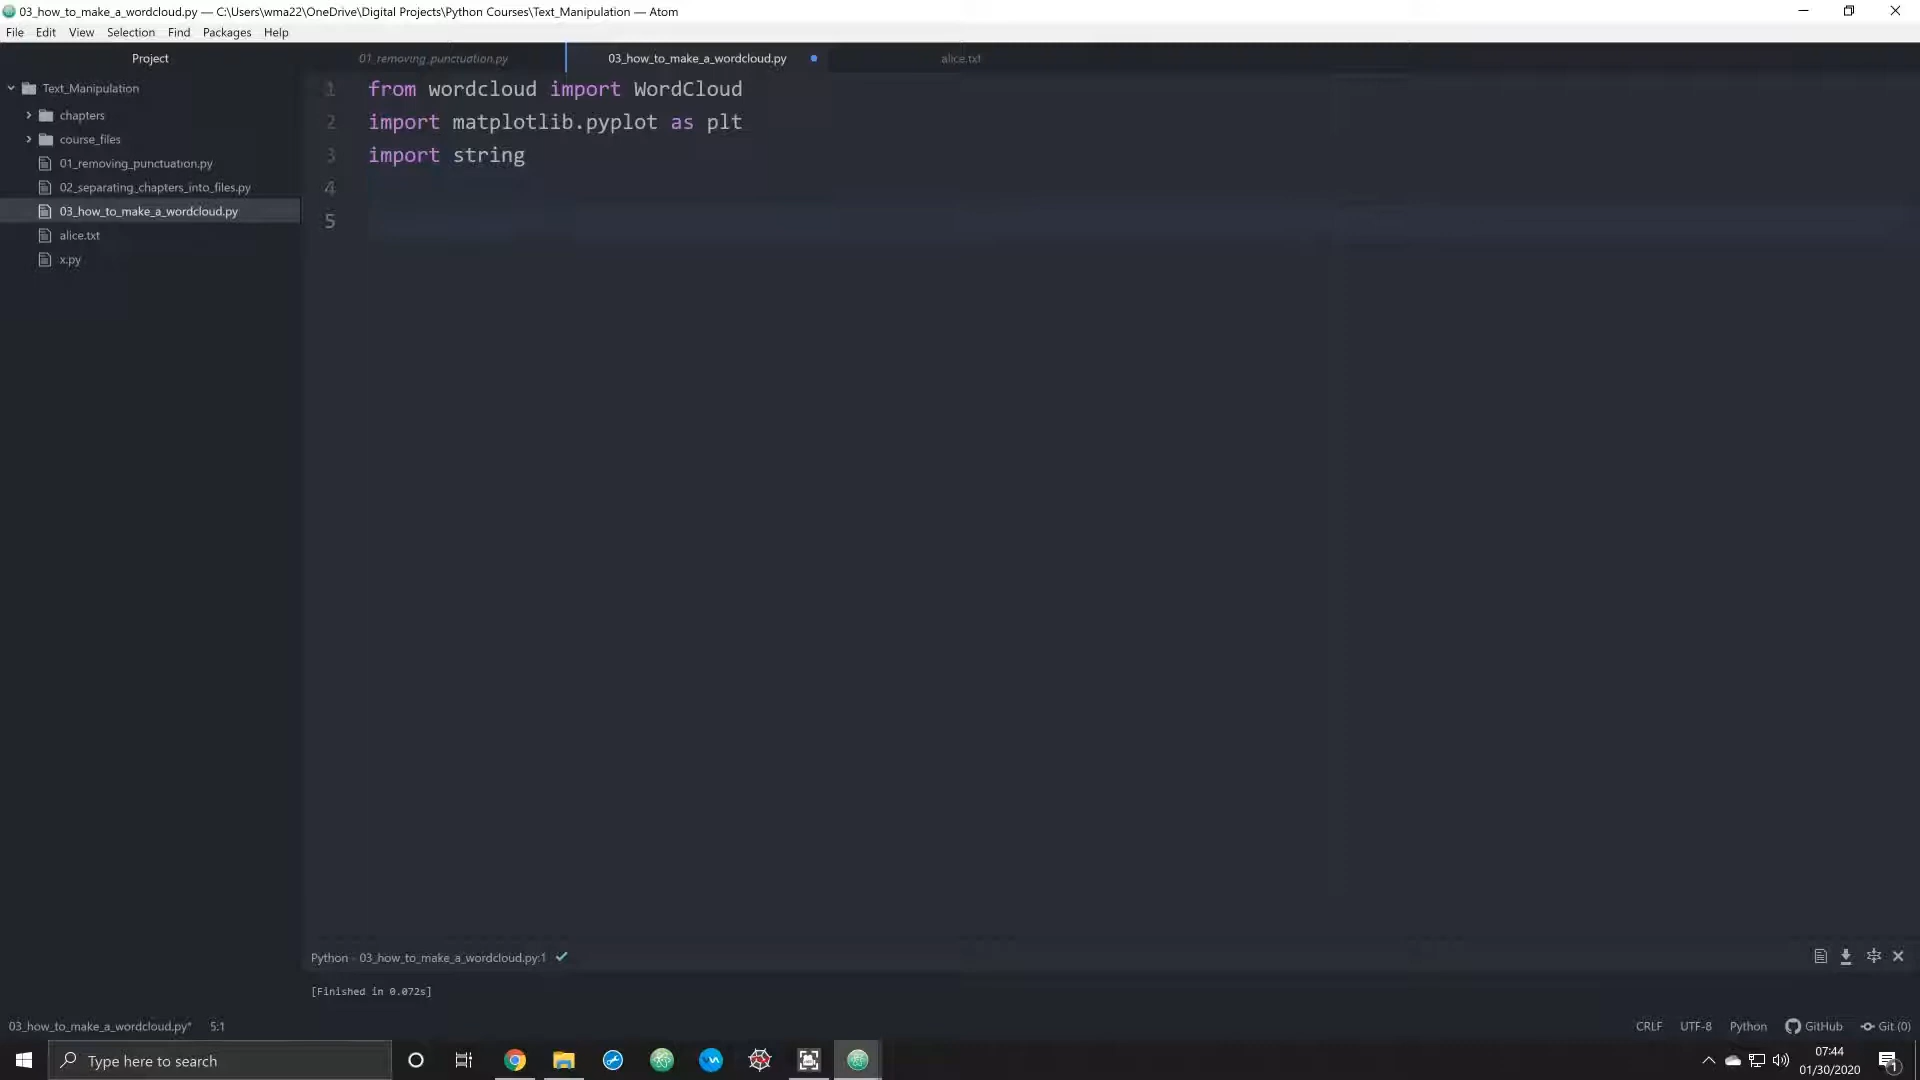 03_how_to_make_a_wordcloud.py — C:\Users\wma22\OneDrive\Digital Projects\Python Courses\Text_Manipulation — Atom
File Edit View Selection Find Packages Help
Project
01_removing_punctuation.py
03_how_to_make_a_wordcloud.py
alice.txt
Text_Manipulation
chapters
course_files
01_removing_punctuation.py
02_separating_chapters_into_files.py
03_how_to_make_a_wordcloud.py
alice.txt
x.py
1 from wordcloud import WordCloud
2 import matplotlib.pyplot as plt
3 import string
4
5
Python - 03_how_to_make_a_wordcloud.py:1
[Finished in 0.072s]
03_how_to_make_a_wordcloud.py* 5:1
CRLF UTF-8 Python GitHub Git (0)
Type here to search
07:44
01/30/2020
1